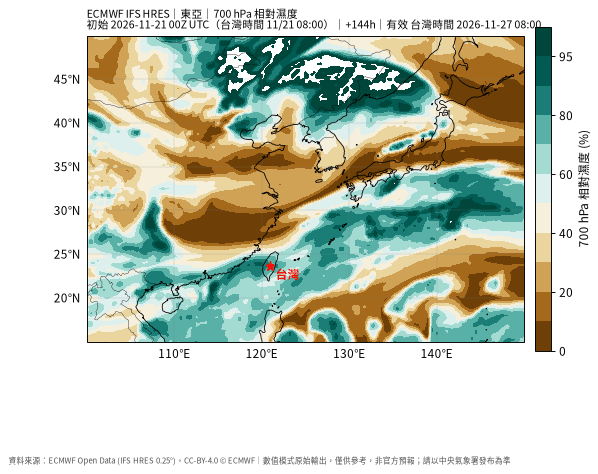 ECMWF IFS HRES｜東亞｜700 hPa 相對濕度
初始 2026-11-21 00Z UTC（台灣時間 11/21 08:00）｜+144h｜有效 台灣時間 2026-11-27 08:00
45°N
40°N
35°N
30°N
25°N
20°N
110°E
120°E
130°E
140°E
台灣
95
80
60
40
20
0
700 hPa 相對濕度 (%)
資料來源：ECMWF Open Data (IFS HRES 0.25°)，CC-BY-4.0 © ECMWF｜數值模式原始輸出，僅供參考，非官方預報；請以中央氣象署發布為準